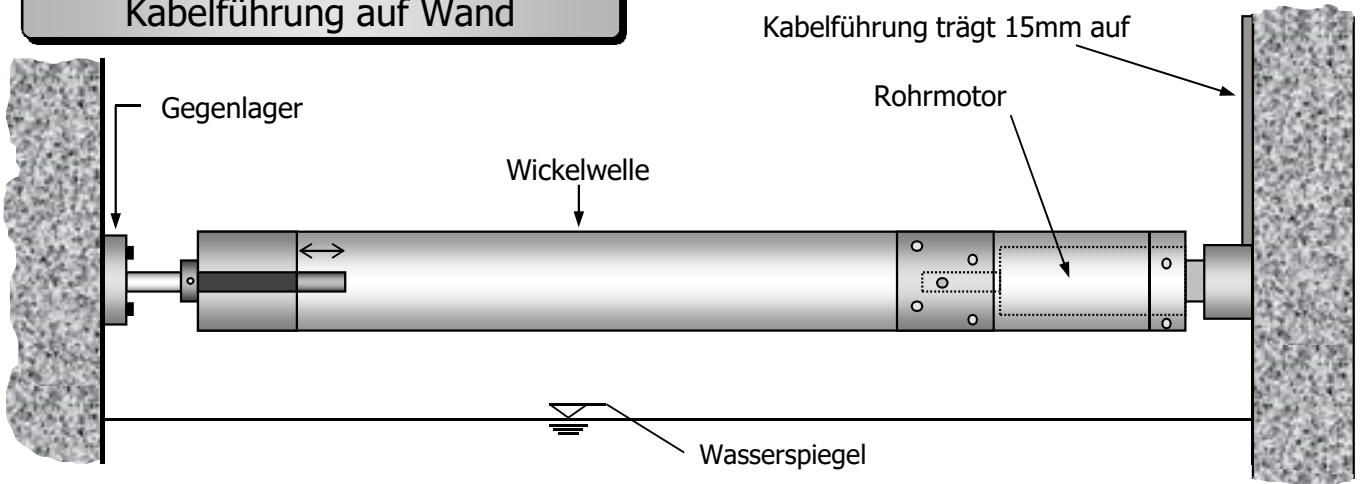 Kabelführung auf Wand
Kabelführung trägt 15mm auf
Rohrmotor
Gegenlager
Wickelwelle
Wasserspiegel